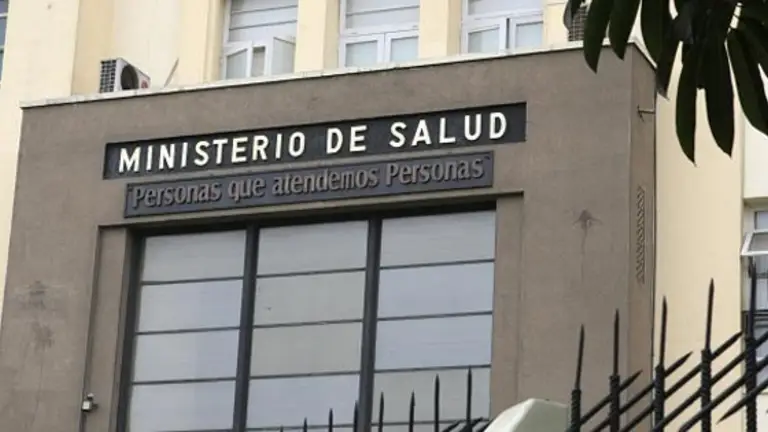 MINISTERIO DE SALUD
"Personas que atendemos Personas"